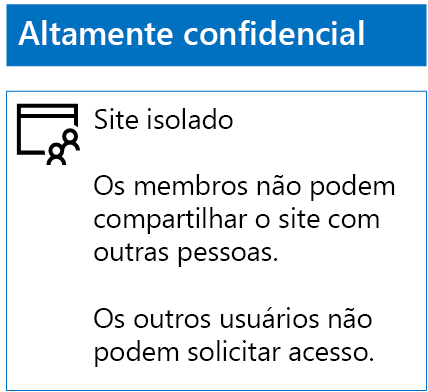 Altamente confidencial
Site isolado
Os membros não podem
compartilhar o site com
outras pessoas.
Os outros usuários não
podem solicitar acesso.